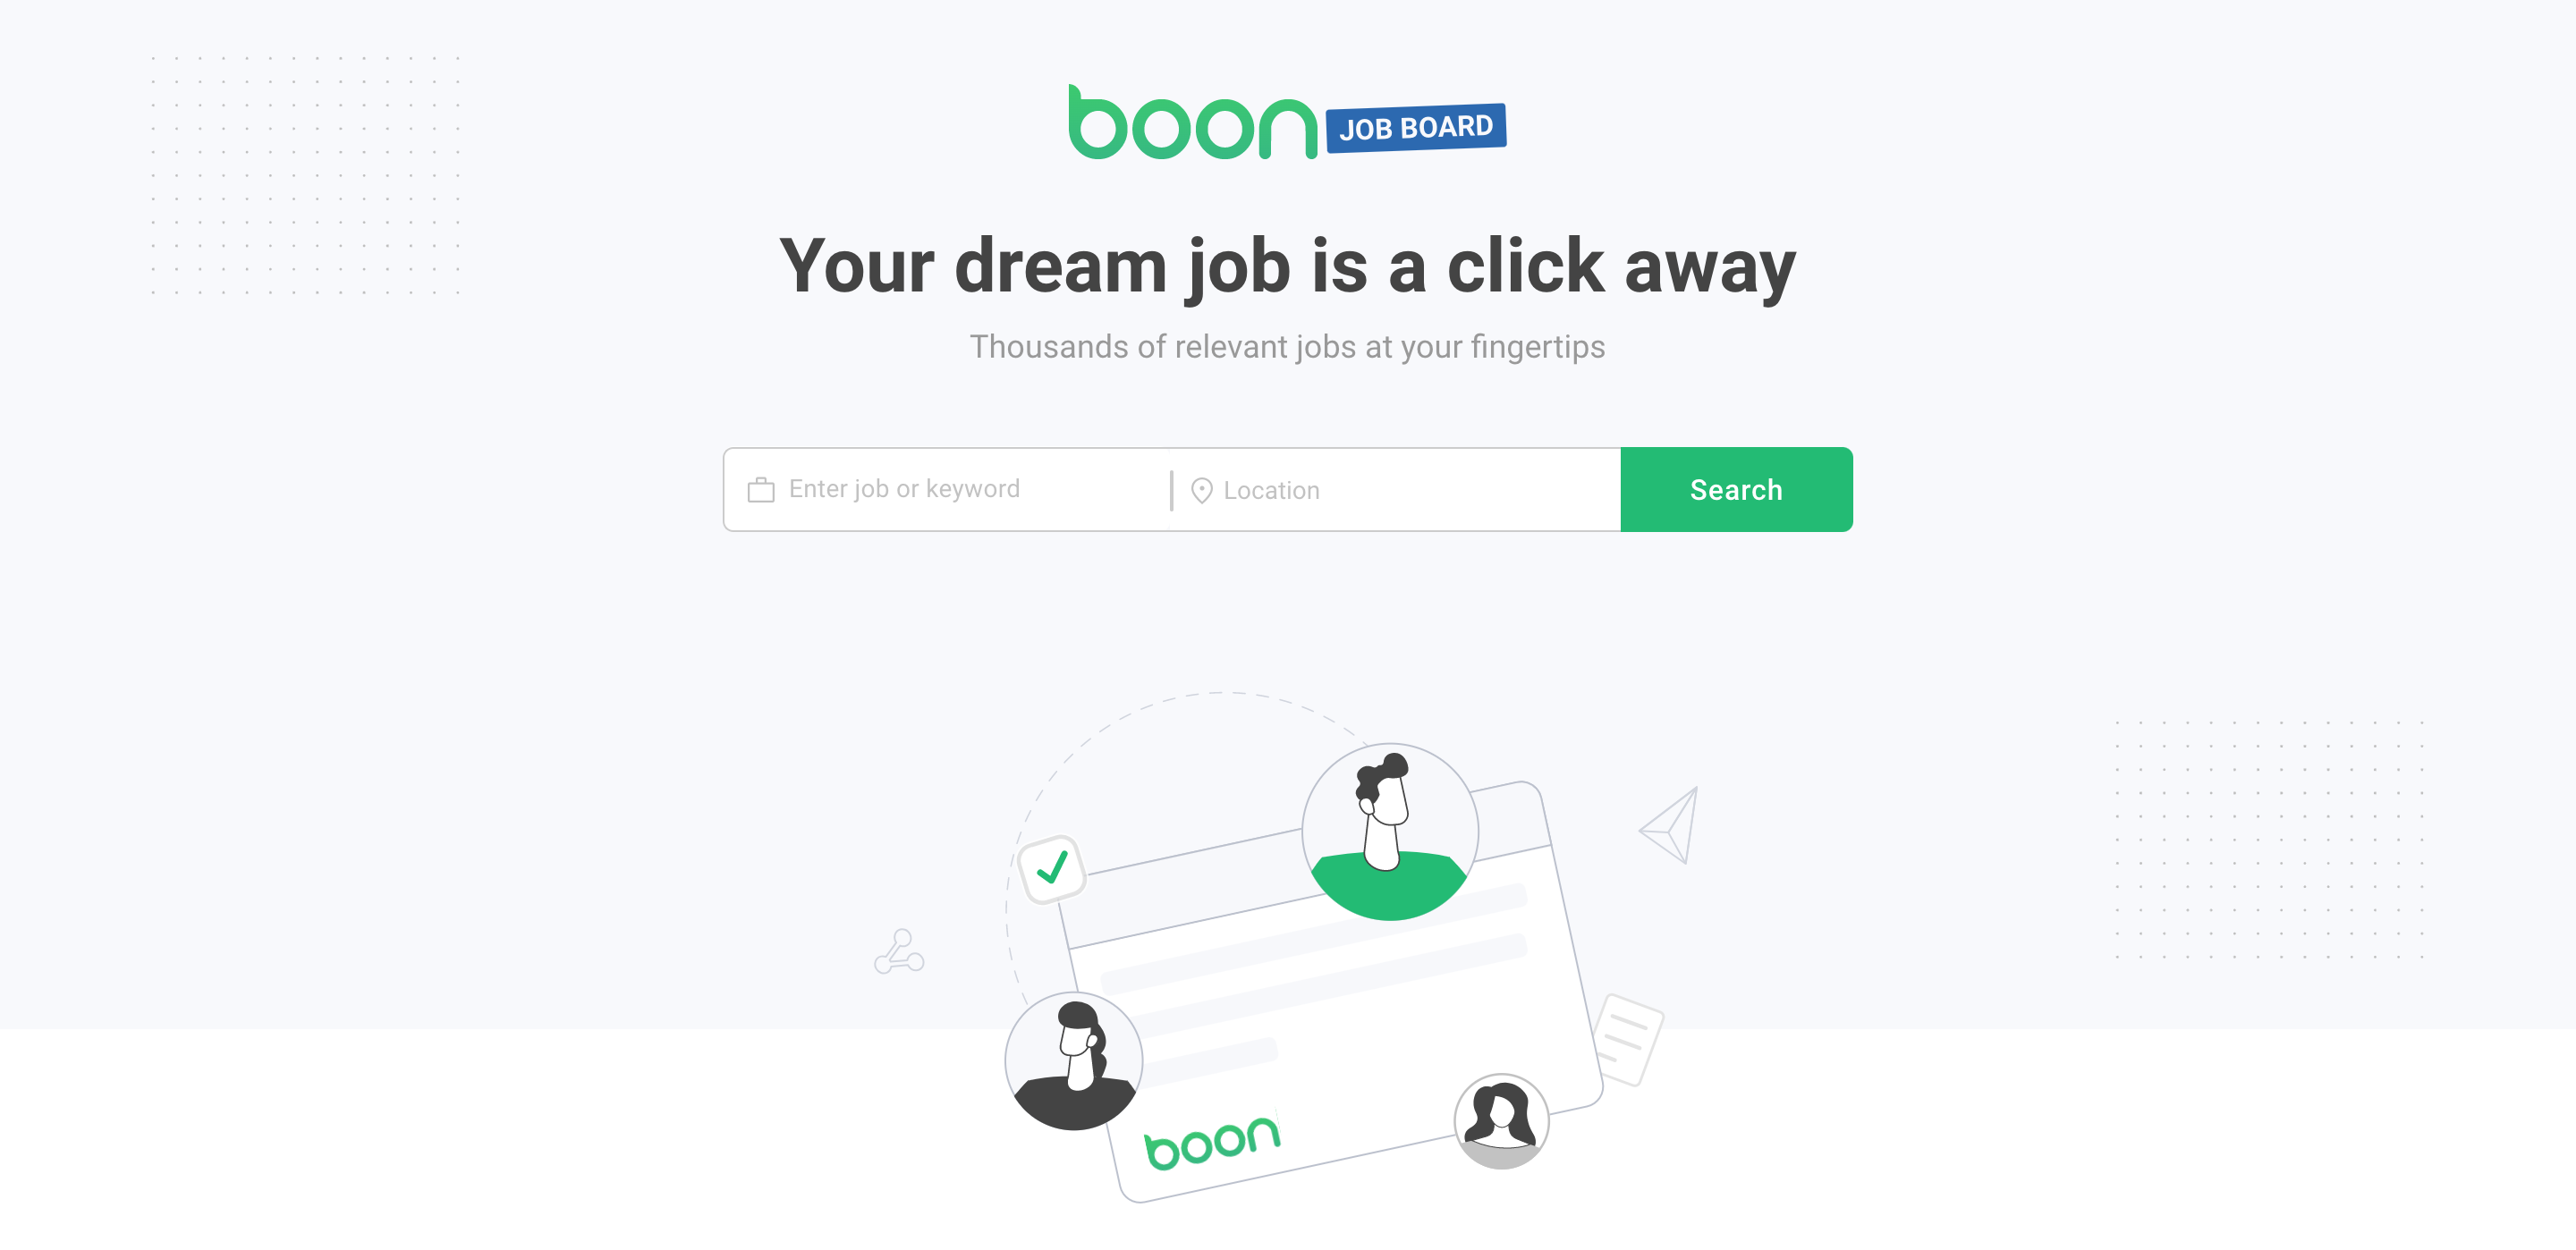 boon JOB BOARD
Your dream job is a click away
Thousands of relevant jobs at your fingertips
Enter job or keyword
Location
Search
boon